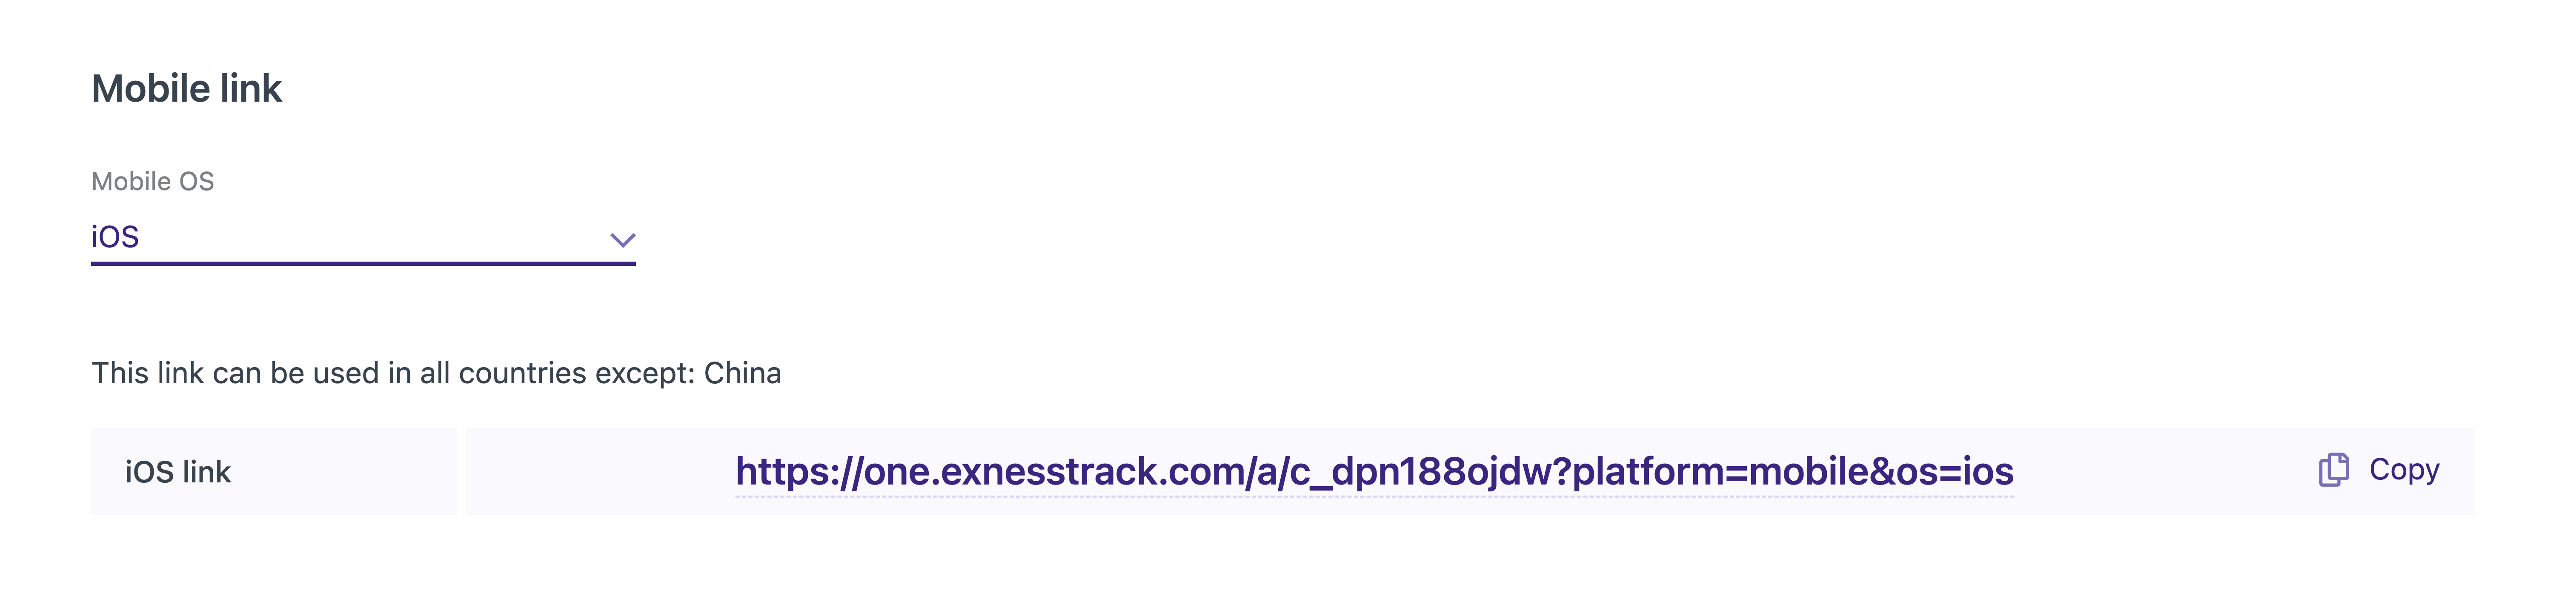 Mobile link
Mobile OS
iOS
This link can be used in all countries except: China
iOS link
https://one.exnesstrack.com/a/c_dpn188ojdw?platform=mobile&os=ios
Copy